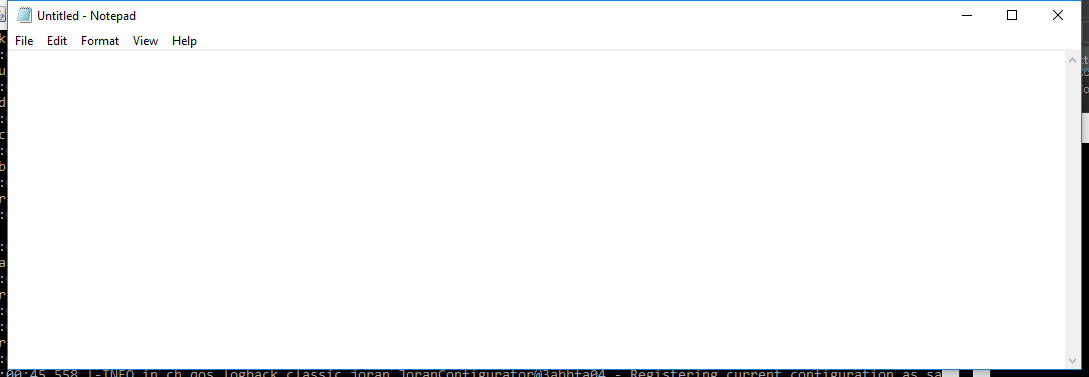 Untitled - Notepad
File Edit Format View Help
:00:45,558 |-INFO in ch.qos.logback.classic.joran.JoranConfigurator@3abbfa04 - Registering current configuration as sa